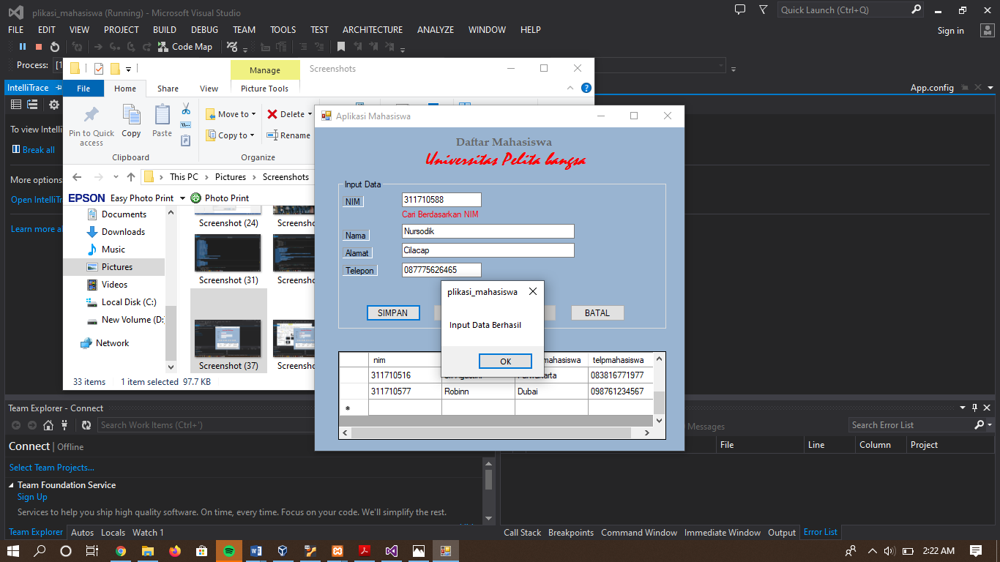 plikasi_mahasiswa (Running) - Microsoft Visual Studio
Quick Launch (Ctrl+Q)
FILE EDIT VIEW PROJECT BUILD DEBUG TEAM TOOLS TEST ARCHITECTURE ANALYZE WINDOW HELP
Sign in
Code Map
Process: [1
IntelliTrace
App.config
To view Intelli
Break all
More options
Open IntelliTr
Learn more a
Manage
Screenshots
File Home Share View Picture Tools
Pin to Quick access
Copy
Paste
Move to
Copy to
Delete
Rename
Clipboard
Organize
This PC > Pictures > Screenshots
EPSON Easy Photo Print Photo Print
Documents
Downloads
Music
Pictures
Videos
Local Disk (C:)
New Volume (D:
Network
Screenshot (24)
Screenshot (31)
Screensho
Screenshot (37)
Screensho
33 items 1 item selected 97.7 KB
Aplikasi Mahasiswa
Daftar Mahasiswa
Universitas Pelita bangsa
Input Data
NIM 311710588
Cari Berdasarkan NIM
Nama Nursodik
Alamat Cilacap
Telepon 087775626465
SIMPAN
BATAL
plikasi_mahasiswa
Input Data Berhasil
OK
nim mahasiswa telpmahasiswa
311710516 083816771977
311710577 Robinn Dubai 098761234567
*
Team Explorer - Connect
Search Work Items (Ctrl+')
Connect | Offline
Select Team Projects...
Team Foundation Service
Sign Up
Services to help you ship high quality software. On time, every time. Focus on your code. We'll simplify the rest.
Team Explorer Autos Locals Watch 1
Messages
Search Error List
File Line Column Project
Call Stack Breakpoints Command Window Immediate Window Output Error List
2:22 AM